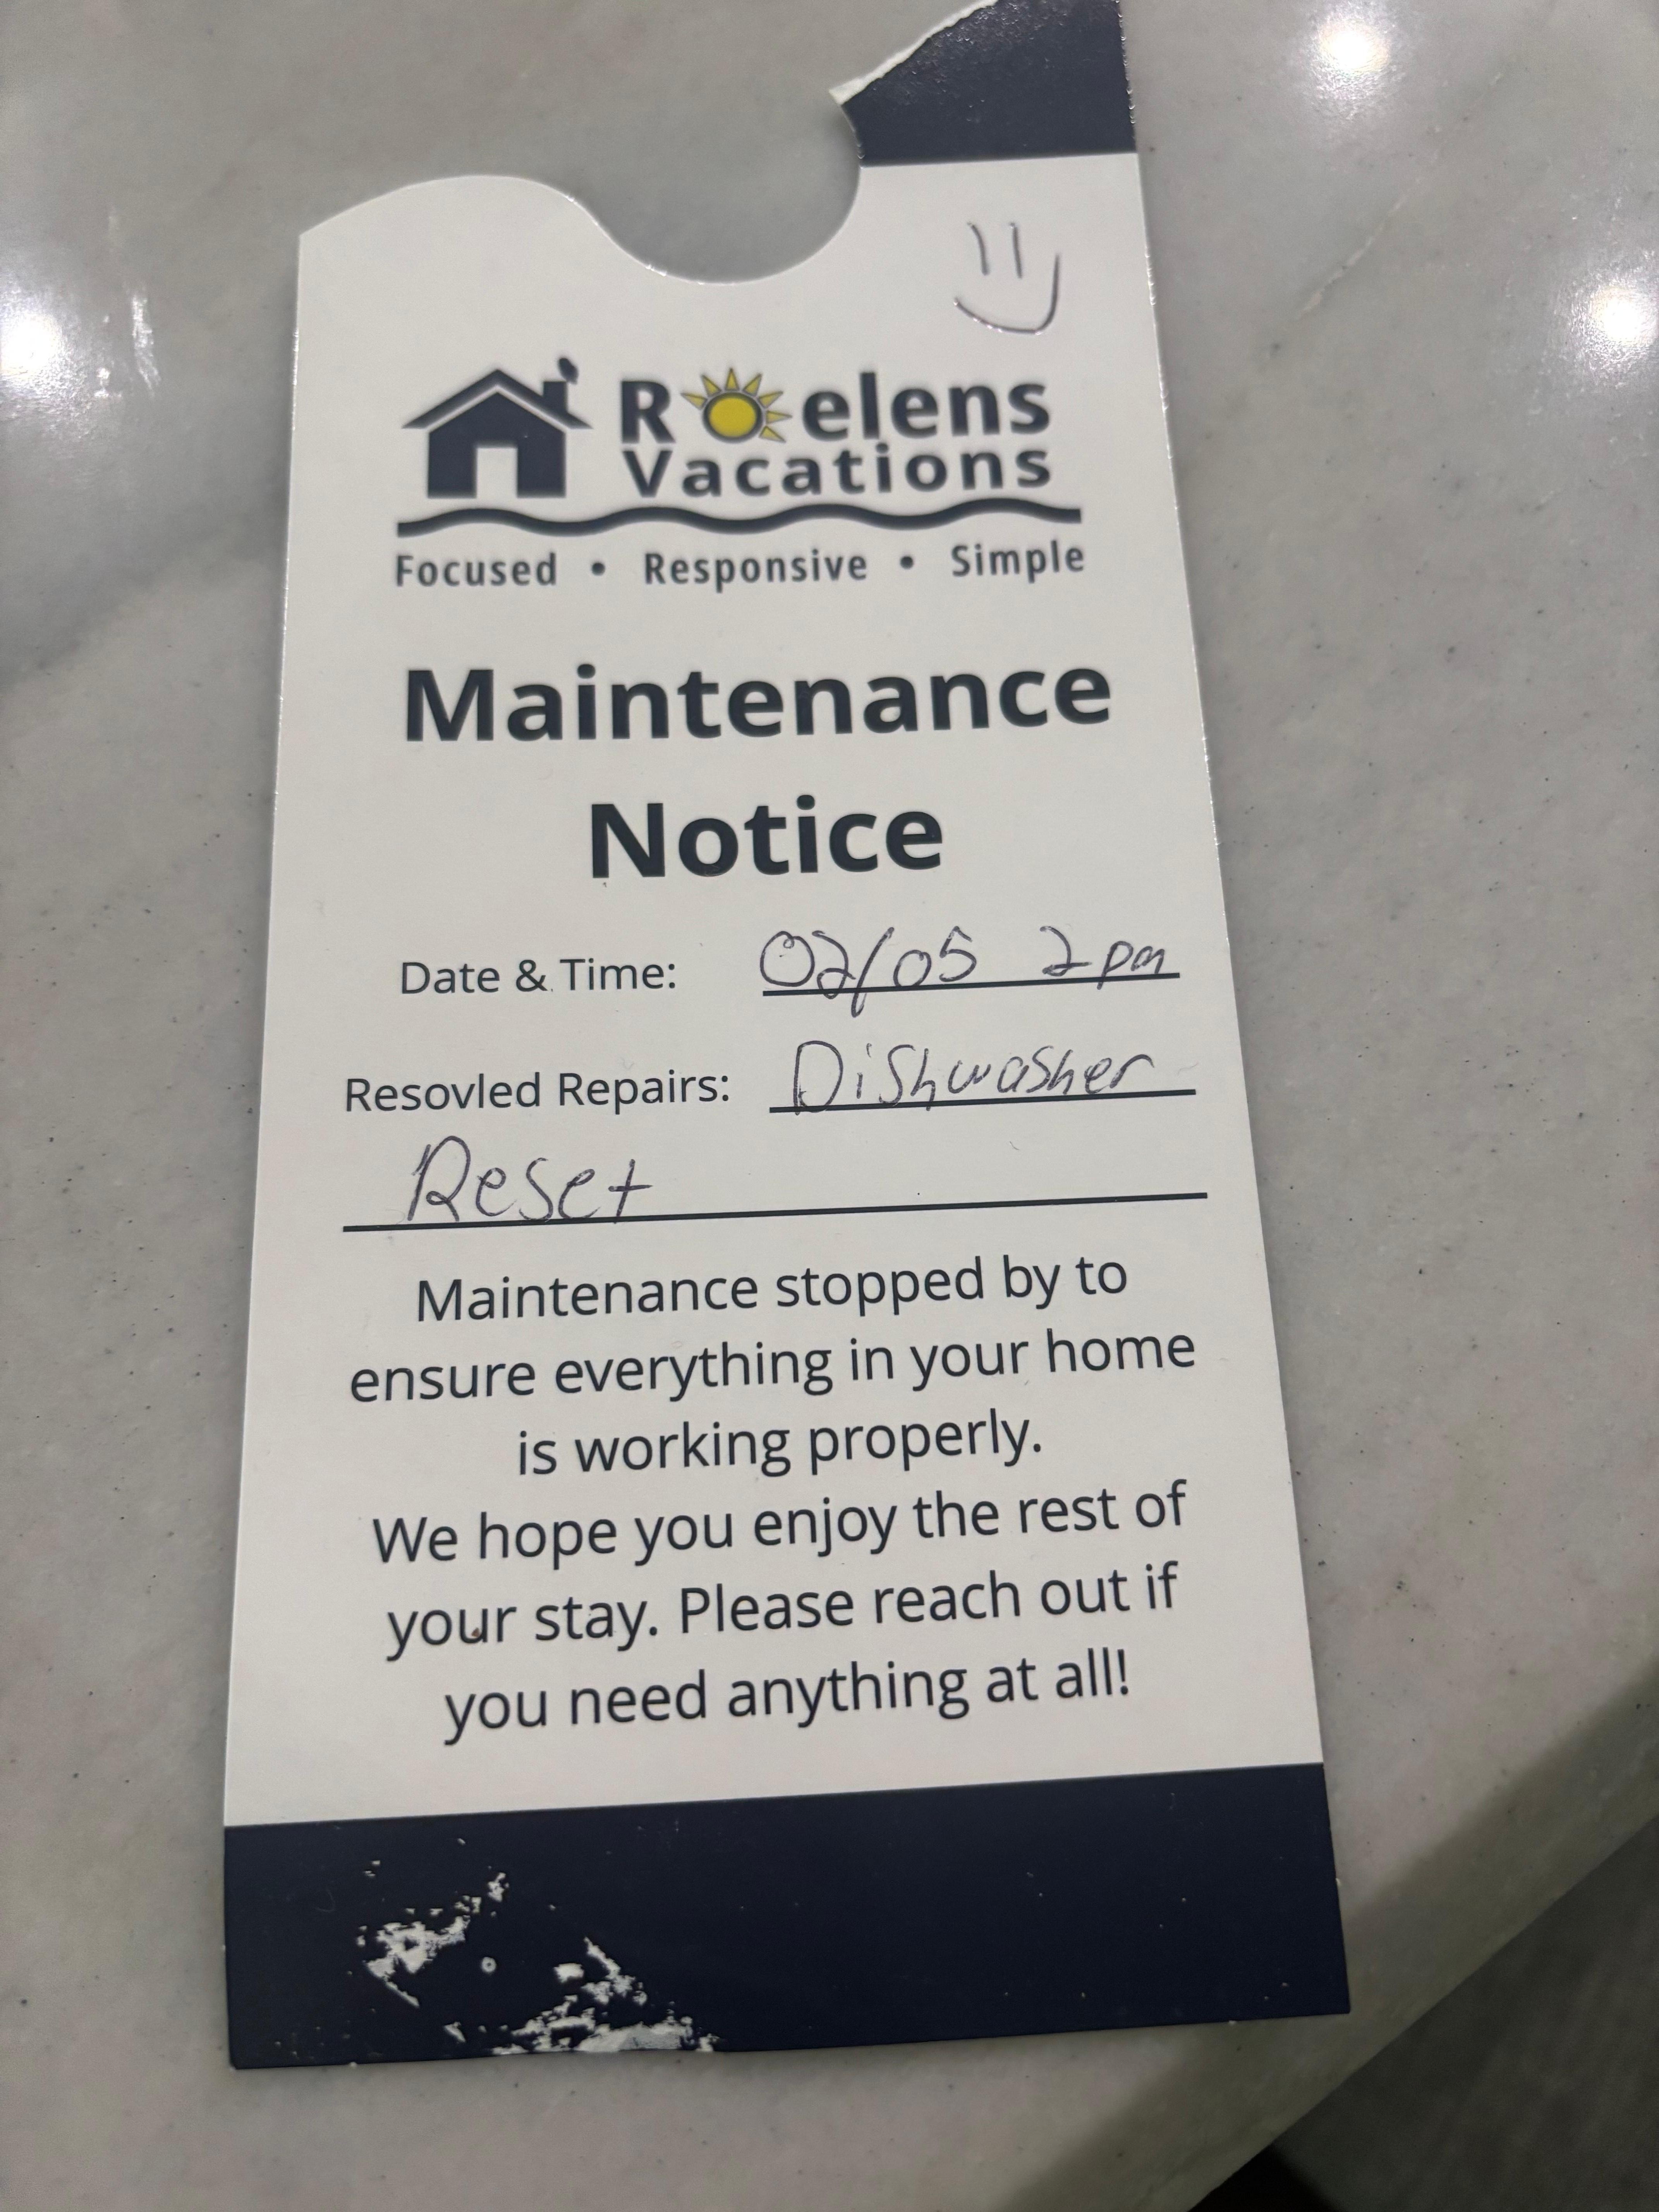 Roelens
Vacations
Focused • Responsive • Simple
Maintenance
Notice
Date & Time: 02/05 2pm
Resovled Repairs: Dishwasher
Reset
Maintenance stopped by to
ensure everything in your home
is working properly.
We hope you enjoy the rest of
your stay. Please reach out if
you need anything at all!